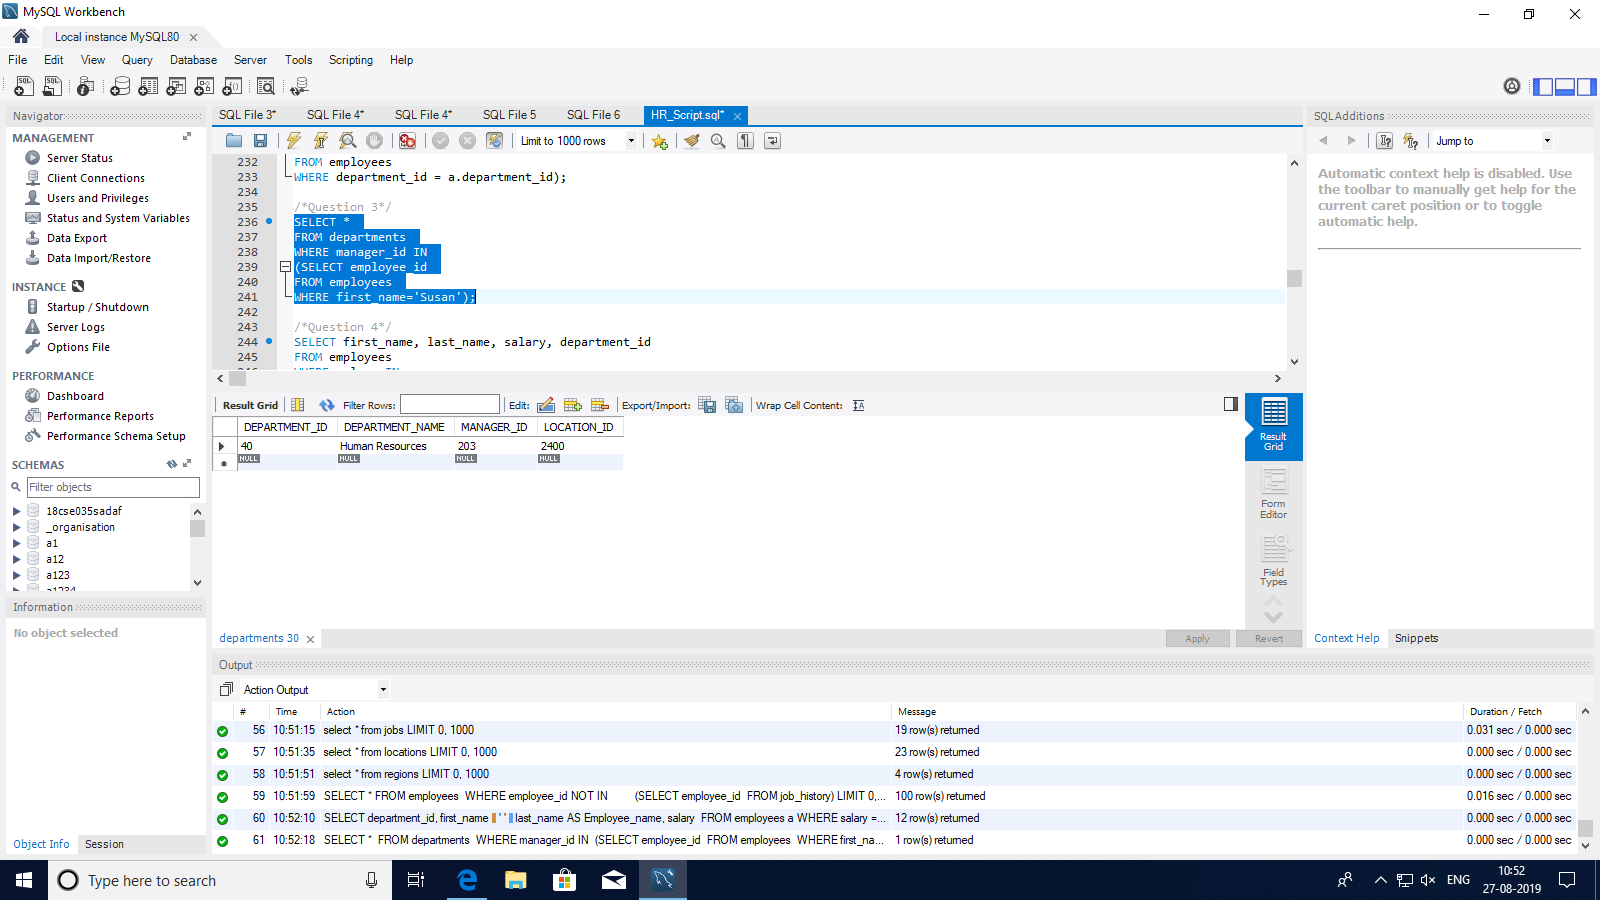 MySQL Workbench
Local instance MySQL80
File Edit View Query Database Server Tools Scripting Help
Navigator
MANAGEMENT
Server Status
Client Connections
Users and Privileges
Status and System Variables
Data Export
Data Import/Restore
INSTANCE
Startup / Shutdown
Server Logs
Options File
PERFORMANCE
Dashboard
Performance Reports
Performance Schema Setup
SCHEMAS
Filter objects
18cse035sadaf
_organisation
a1
a12
a123
a1234
Information
No object selected
Object Info Session
SQL File 3* SQL File 4* SQL File 4* SQL File 5 SQL File 6 HR_Script.sql*
Limit to 1000 rows
232 FROM employees
233 WHERE department_id = a.department_id);
234
235 /*Question 3*/
236 SELECT *
237 FROM departments
238 WHERE manager_id IN
239 (SELECT employee_id
240 FROM employees
241 WHERE first_name='Susan');
242
243 /*Question 4*/
244 SELECT first_name, last_name, salary, department_id
245 FROM employees
Result Grid Filter Rows: Edit: Export/Import: Wrap Cell Content:
DEPARTMENT_ID DEPARTMENT_NAME MANAGER_ID LOCATION_ID
40 Human Resources 203 2400
NULL NULL NULL NULL
Result Grid
Form Editor
Field Types
departments 30
Apply Revert
SQLAdditions
Jump to
Automatic context help is disabled. Use
the toolbar to manually get help for the
current caret position or to toggle
automatic help.
Context Help Snippets
Output
Action Output
# Time Action Message Duration / Fetch
56 10:51:15 select * from jobs LIMIT 0, 1000 19 row(s) returned 0.031 sec / 0.000 sec
57 10:51:35 select * from locations LIMIT 0, 1000 23 row(s) returned 0.000 sec / 0.000 sec
58 10:51:51 select * from regions LIMIT 0, 1000 4 row(s) returned 0.000 sec / 0.000 sec
59 10:51:59 SELECT * FROM employees WHERE employee_id NOT IN (SELECT employee_id FROM job_history) LIMIT 0,... 100 row(s) returned 0.016 sec / 0.000 sec
60 10:52:10 SELECT department_id, first_name || ' ' || last_name AS Employee_name, salary FROM employees a WHERE salary =... 12 row(s) returned 0.000 sec / 0.000 sec
61 10:52:18 SELECT * FROM departments WHERE manager_id IN (SELECT employee_id FROM employees WHERE first_na... 1 row(s) returned 0.000 sec / 0.000 sec
Type here to search
ENG
10:52
27-08-2019